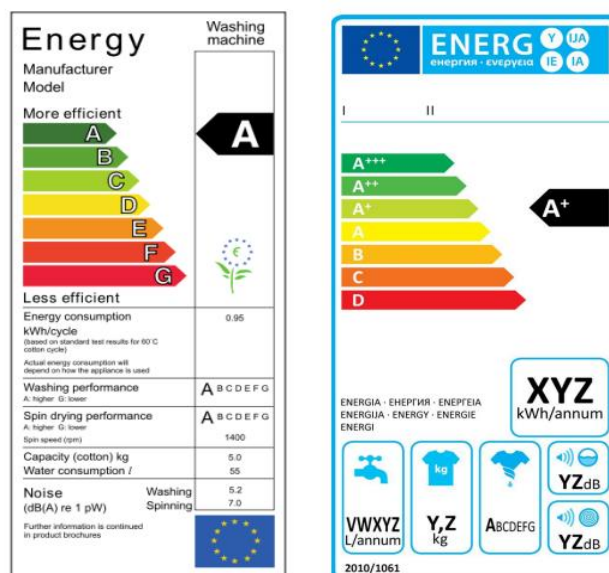 Energy
Washing machine
Manufacturer
Model
More efficient
A
B
C
D
E
F
G
A
Less efficient
Energy consumption
kWh/cycle
(based on standard test results for 60°C
cotton cycle)
Actual energy consumption will
depend on how the appliance is used
0.95
Washing performance
A: higher G: lower
A B C D E F G
Spin drying performance
A: higher G: lower
Spin speed (rpm)
A B C D E F G
1400
Capacity (cotton) kg
5.0
Water consumption l
55
Noise
(dB(A) re 1 pW)
Washing
5.2
Spinning
7.0
Further information is continued
in product brochures
ENERG
енергия · ενεργεια
Y IJA
IE IA
I II
A+++
A++
A+
A
B
C
D
A+
ENERGIA · ЕНЕРГИЯ · ΕΝΕΡΓΕΙΑ
ENERGIJA · ENERGY · ENERGIE
ENERGI
XYZ
kWh/annum
VWXYZ
L/annum
kg
Y,Z
kg
ABCDEFG
YZdB
YZdB
2010/1061